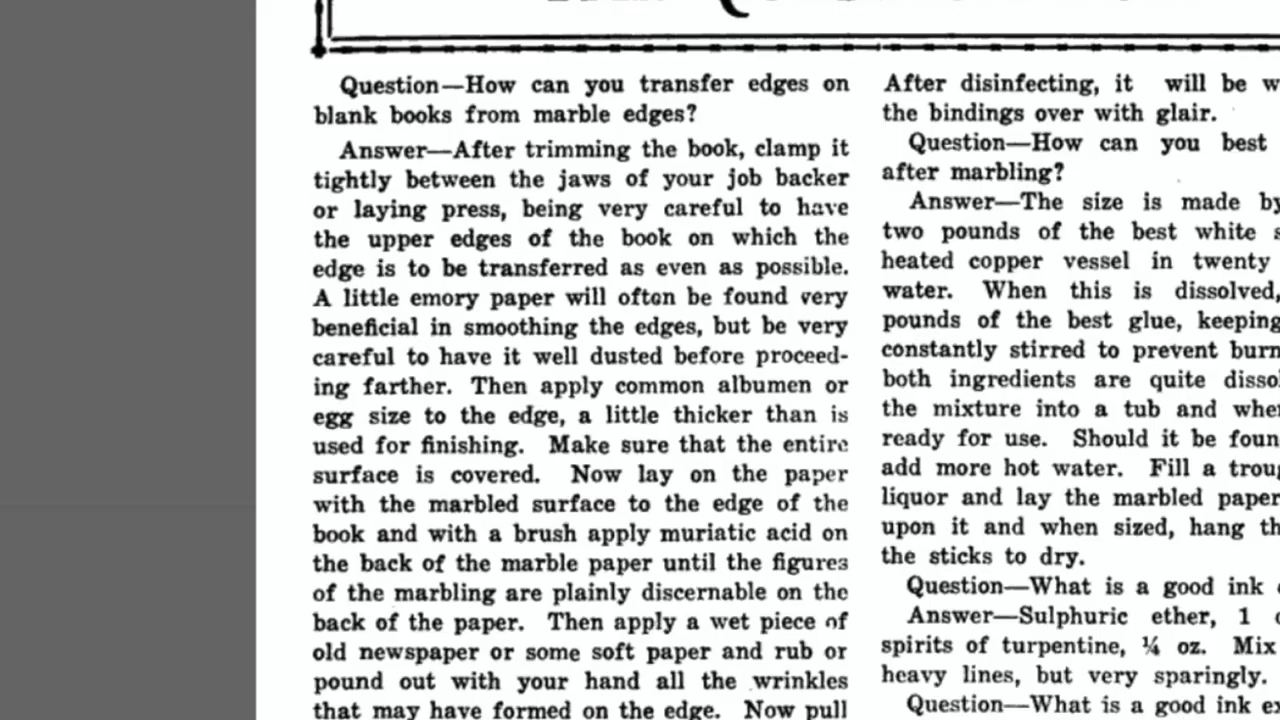 Question—How can you transfer edges on
blank books from marble edges?
Answer—After trimming the book, clamp it
tightly between the jaws of your job backer
or laying press, being very careful to have
the upper edges of the book on which the
edge is to be transferred as even as possible.
A little emory paper will often be found very
beneficial in smoothing the edges, but be very
careful to have it well dusted before proceed-
ing farther. Then apply common albumen or
egg size to the edge, a little thicker than is
used for finishing. Make sure that the entire
surface is covered. Now lay on the paper
with the marbled surface to the edge of the
book and with a brush apply muriatic acid on
the back of the marble paper until the figures
of the marbling are plainly discernable on the
back of the paper. Then apply a wet piece of
old newspaper or some soft paper and rub or
pound out with your hand all the wrinkles
that may have formed on the edge. Now pull
After disinfecting, it will be
the bindings over with glair.
Question—How can you best
after marbling?
Answer—The size is made by
two pounds of the best white
heated copper vessel in twenty
water. When this is dissolved,
pounds of the best glue, keeping
constantly stirred to prevent
both ingredients are quite
the mixture into a tub and
ready for use. Should it be
add more hot water. Fill a
liquor and lay the marbled paper
upon it and when sized, hang
the sticks to dry.
Question—What is a good ink
Answer—Sulphuric ether, 1
spirits of turpentine, ¼ oz. Mix
heavy lines, but very sparingly.
Question—What is a good ink